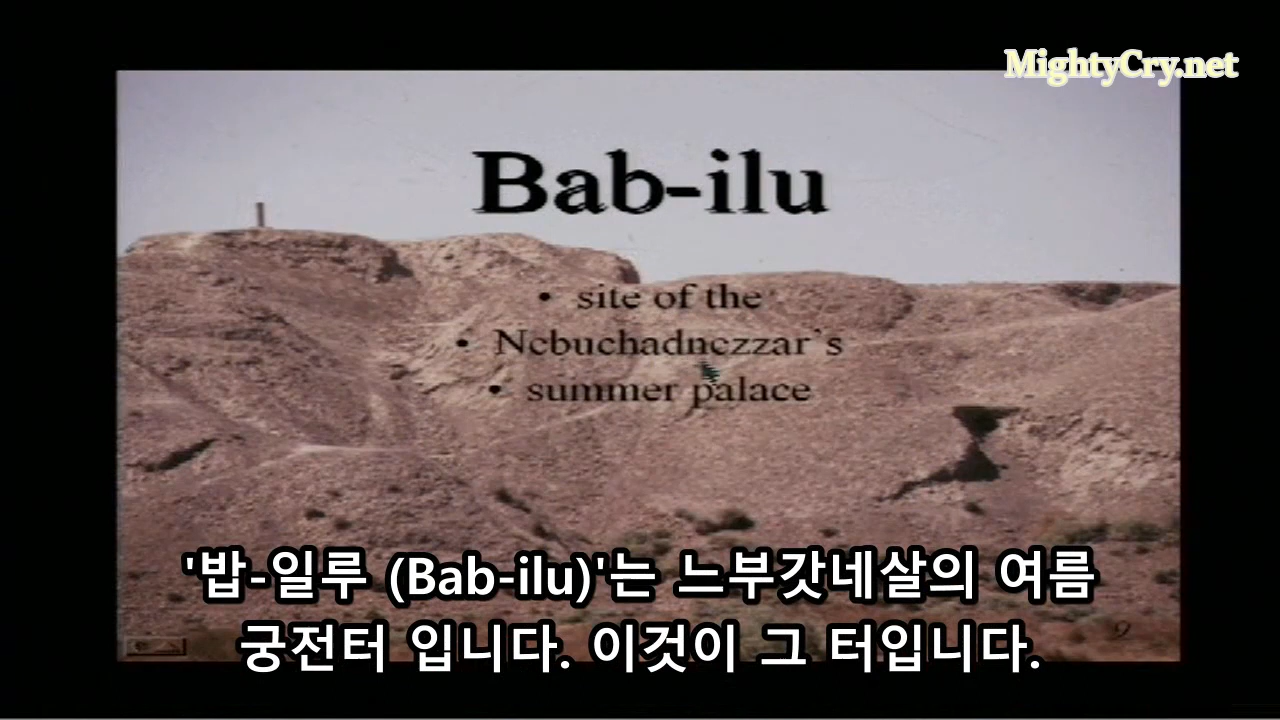 MightyCry.net
Bab-ilu
• site of the
• Nebuchadnezzar's
• summer palace
'밥-일루 (Bab-ilu)'는 느부갓네살의 여름
궁전터 입니다. 이것이 그 터입니다.
9